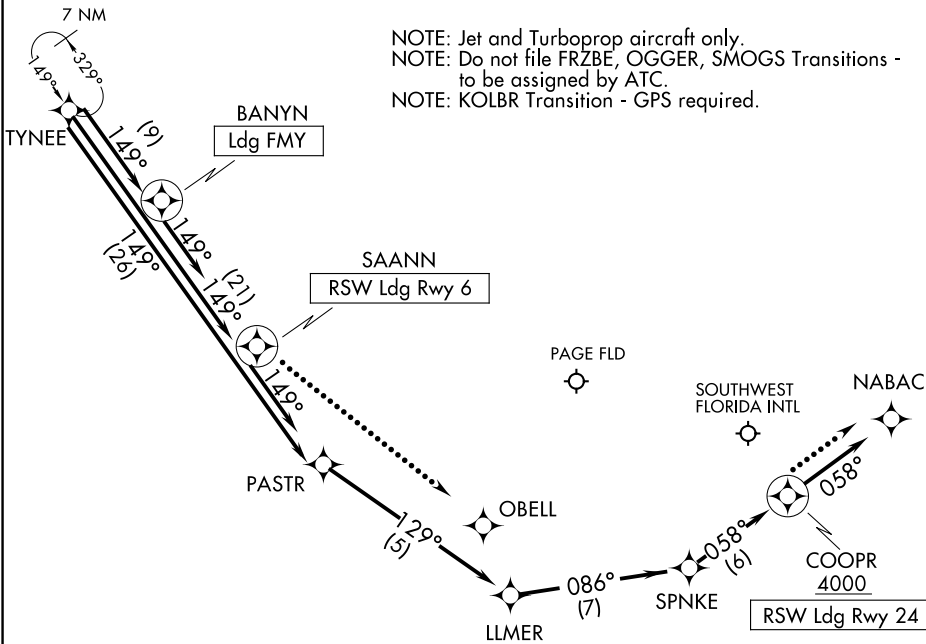 7 NM
149°
329°
TYNEE
NOTE: Jet and Turboprop aircraft only.
NOTE: Do not file FRZBE, OGGER, SMOGS Transitions -
to be assigned by ATC.
NOTE: KOLBR Transition - GPS required.
BANYN
Ldg FMY
(9)
149°
149°
149°
(26)
(21)
149°
SAANN
RSW Ldg Rwy 6
149°
PAGE FLD
SOUTHWEST
FLORIDA INTL
NABAC
PASTR
OBELL
129°
(5)
058°
058°
(6)
086°
(7)
SPNKE
LLMER
COOPR
4000
RSW Ldg Rwy 24